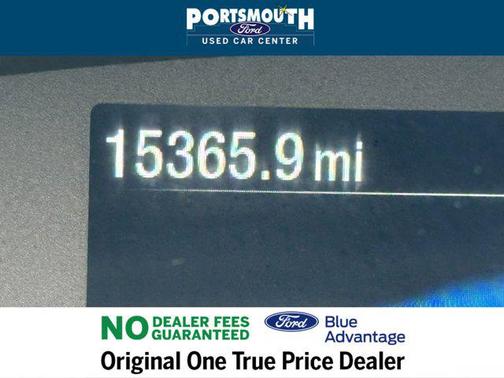 PORTSMOUTH
Ford
USED CAR CENTER
15365.9 mi
NO DEALER FEES
GUARANTEED
Ford
Blue
Advantage
Original One True Price Dealer